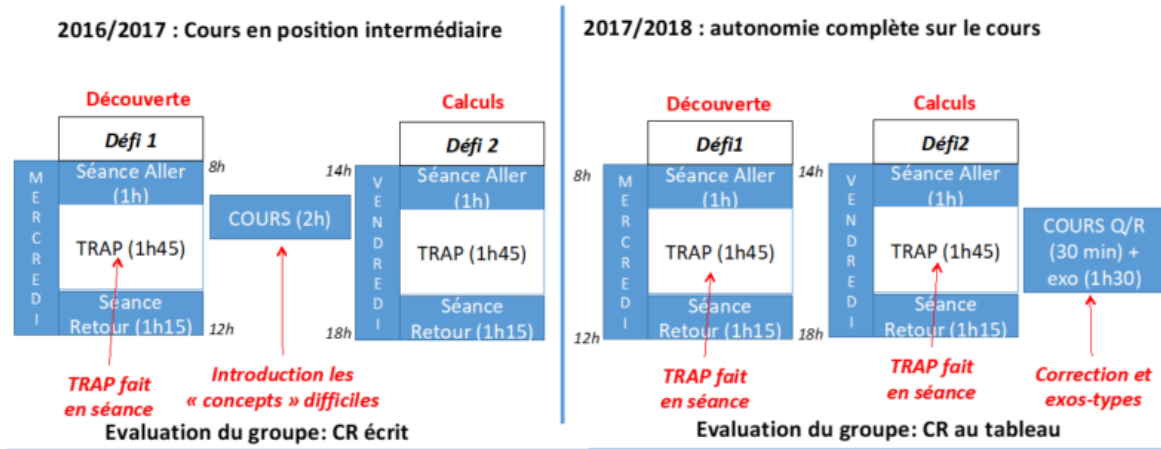 2016/2017 : Cours en position intermédiaire
Découverte
Calculs
Défi 1
Défi 2
MERCREDI
Séance Aller
(1h)
TRAP (1h45)
Séance
Retour (1h15)
8h
12h
COURS (2h)
14h
18h
VENDREDI
Séance Aller
(1h)
TRAP (1h45)
Séance
Retour (1h15)
TRAP fait
en séance
Introduction les
« concepts » difficiles
Evaluation du groupe: CR écrit
2017/2018 : autonomie complète sur le cours
Découverte
Calculs
Défi1
Défi2
8h
12h
MERCREDI
Séance Aller
(1h)
TRAP (1h45)
Séance
Retour (1h15)
14h
18h
VENDREDI
Séance Aller
(1h)
TRAP (1h45)
Séance
Retour (1h15)
COURS Q/R
(30 min) +
exo (1h30)
TRAP fait
en séance
TRAP fait
en séance
Correction et
exos-types
Evaluation du groupe: CR au tableau